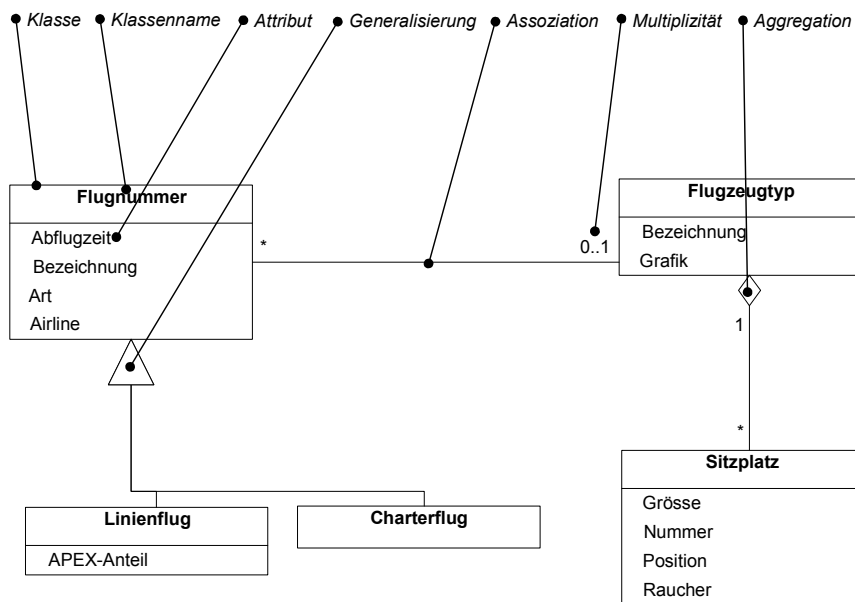 Klasse Klassenname Attribut Generalisierung Assoziation Multiplizität Aggregation
Flugnummer
Abflugzeit
Bezeichnung
Art
Airline
*
0..1
Flugzeugtyp
Bezeichnung
Grafik
1
*
Sitzplatz
Grösse
Nummer
Position
Raucher
Linienflug
APEX-Anteil
Charterflug